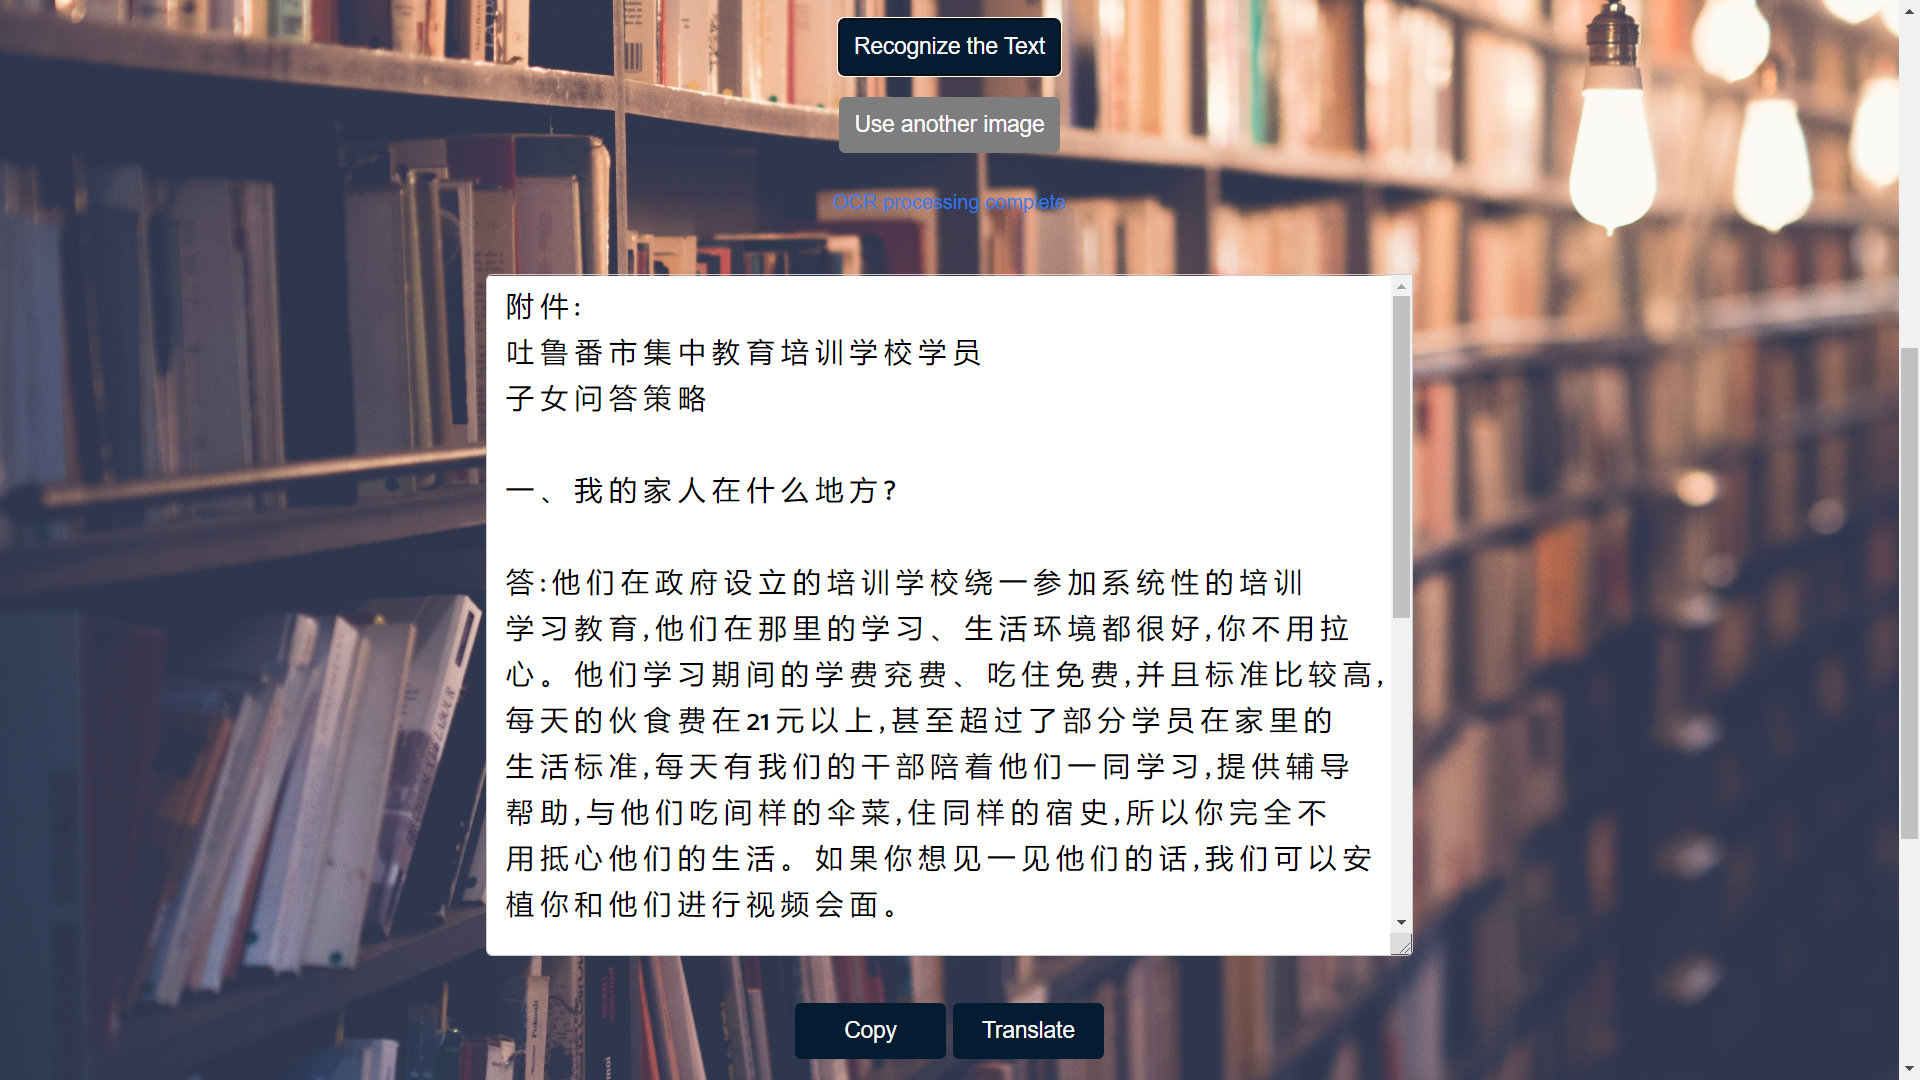 Recognize the Text
Use another image
OCR processing complete
附件:
吐鲁番市集中教育培训学校学员
子女问答策略
一、我的家人在什么地方?
答:他们在政府设立的培训学校绕一参加系统性的培训
学习教育,他们在那里的学习、生活环境都很好,你不用拉
心。他们学习期间的学费兖费、吃住免费,并且标准比较高,
每天的伙食费在21元以上,甚至超过了部分学员在家里的
生活标准,每天有我们的干部陪着他们一同学习,提供辅导
帮助,与他们吃间样的伞菜,住同样的宿史,所以你完全不
用抵心他们的生活。如果你想见一见他们的话,我们可以安
植你和他们进行视频会面。
Copy
Translate